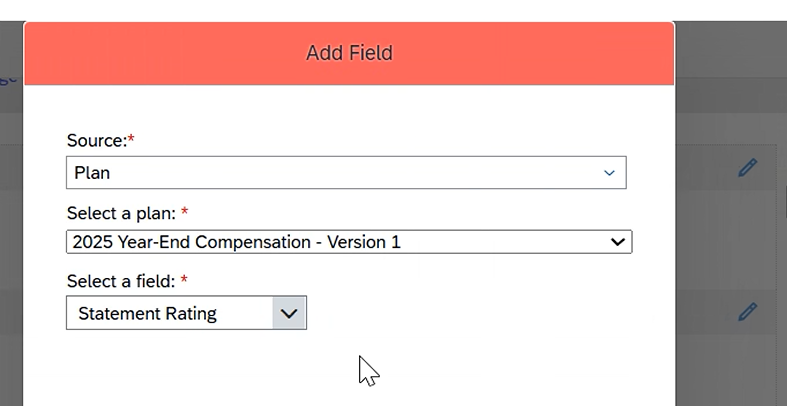 Add Field
Source:*
Plan
Select a plan: *
2025 Year-End Compensation - Version 1
Select a field: *
Statement Rating